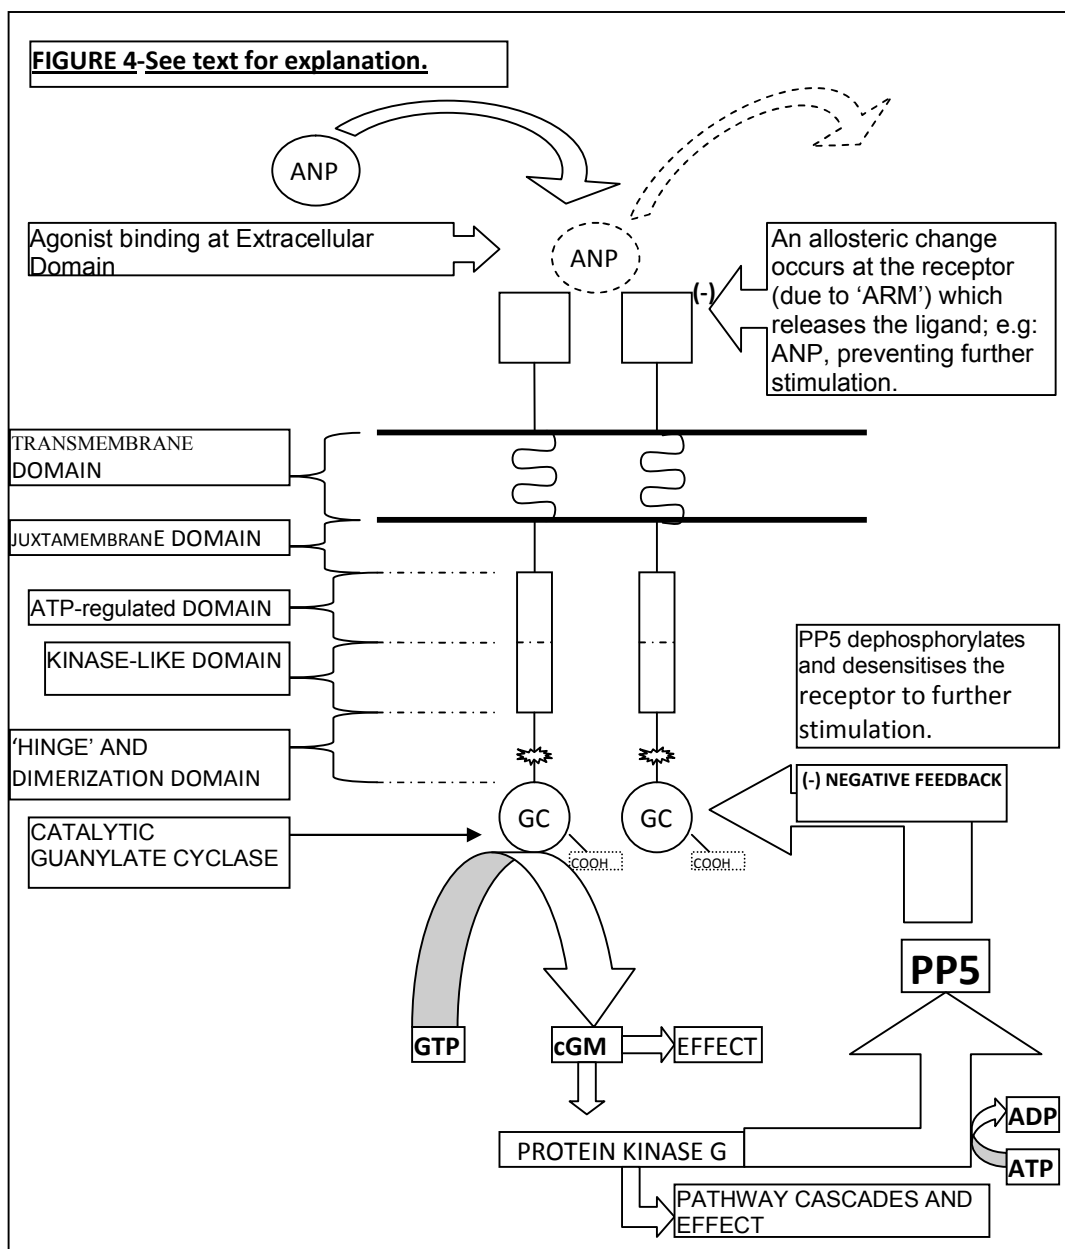 FIGURE 4-See text for explanation.
ANP
Agonist binding at Extracellular
Domain
ANP
(-)
An allosteric change
occurs at the receptor
(due to ‘ARM’) which
releases the ligand; e.g:
ANP, preventing further
stimulation.
TRANSMEMBRANE
DOMAIN
JUXTAMEMBRANE DOMAIN
ATP-regulated DOMAIN
KINASE-LIKE DOMAIN
‘HINGE’ AND
DIMERIZATION DOMAIN
CATALYTIC
GUANYLATE CYCLASE
PP5 dephosphorylates
and desensitises the
receptor to further
stimulation.
(-) NEGATIVE FEEDBACK
GC
GC
COOH
COOH
PP5
GTP
cGM
EFFECT
PROTEIN KINASE G
ADP
ATP
PATHWAY CASCADES AND
EFFECT